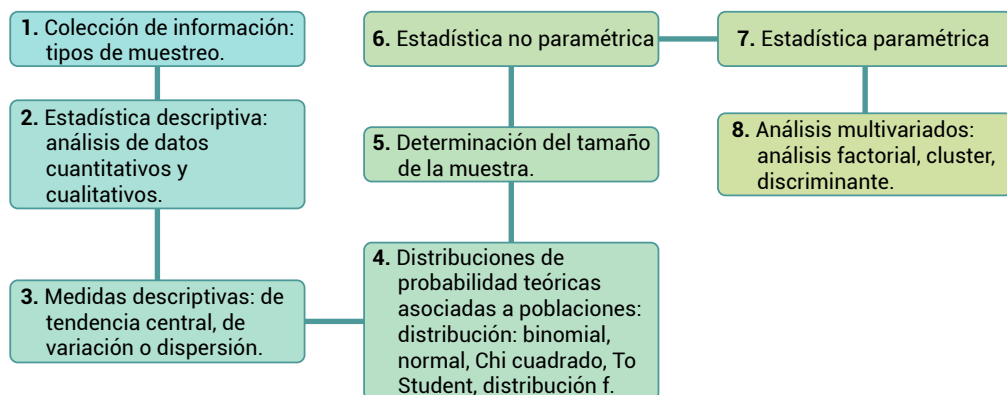 1. Colección de información:
tipos de muestreo.
2. Estadística descriptiva:
análisis de datos
cuantitativos y
cualitativos.
3. Medidas descriptivas: de
tendencia central, de
variación o dispersión.
4. Distribuciones de
probabilidad teóricas
asociadas a poblaciones:
distribución: binomial,
normal, Chi cuadrado, To
Student, distribución f.
5. Determinación del tamaño
de la muestra.
6. Estadística no paramétrica
7. Estadística paramétrica
8. Análisis multivariados:
análisis factorial, cluster,
discriminante.